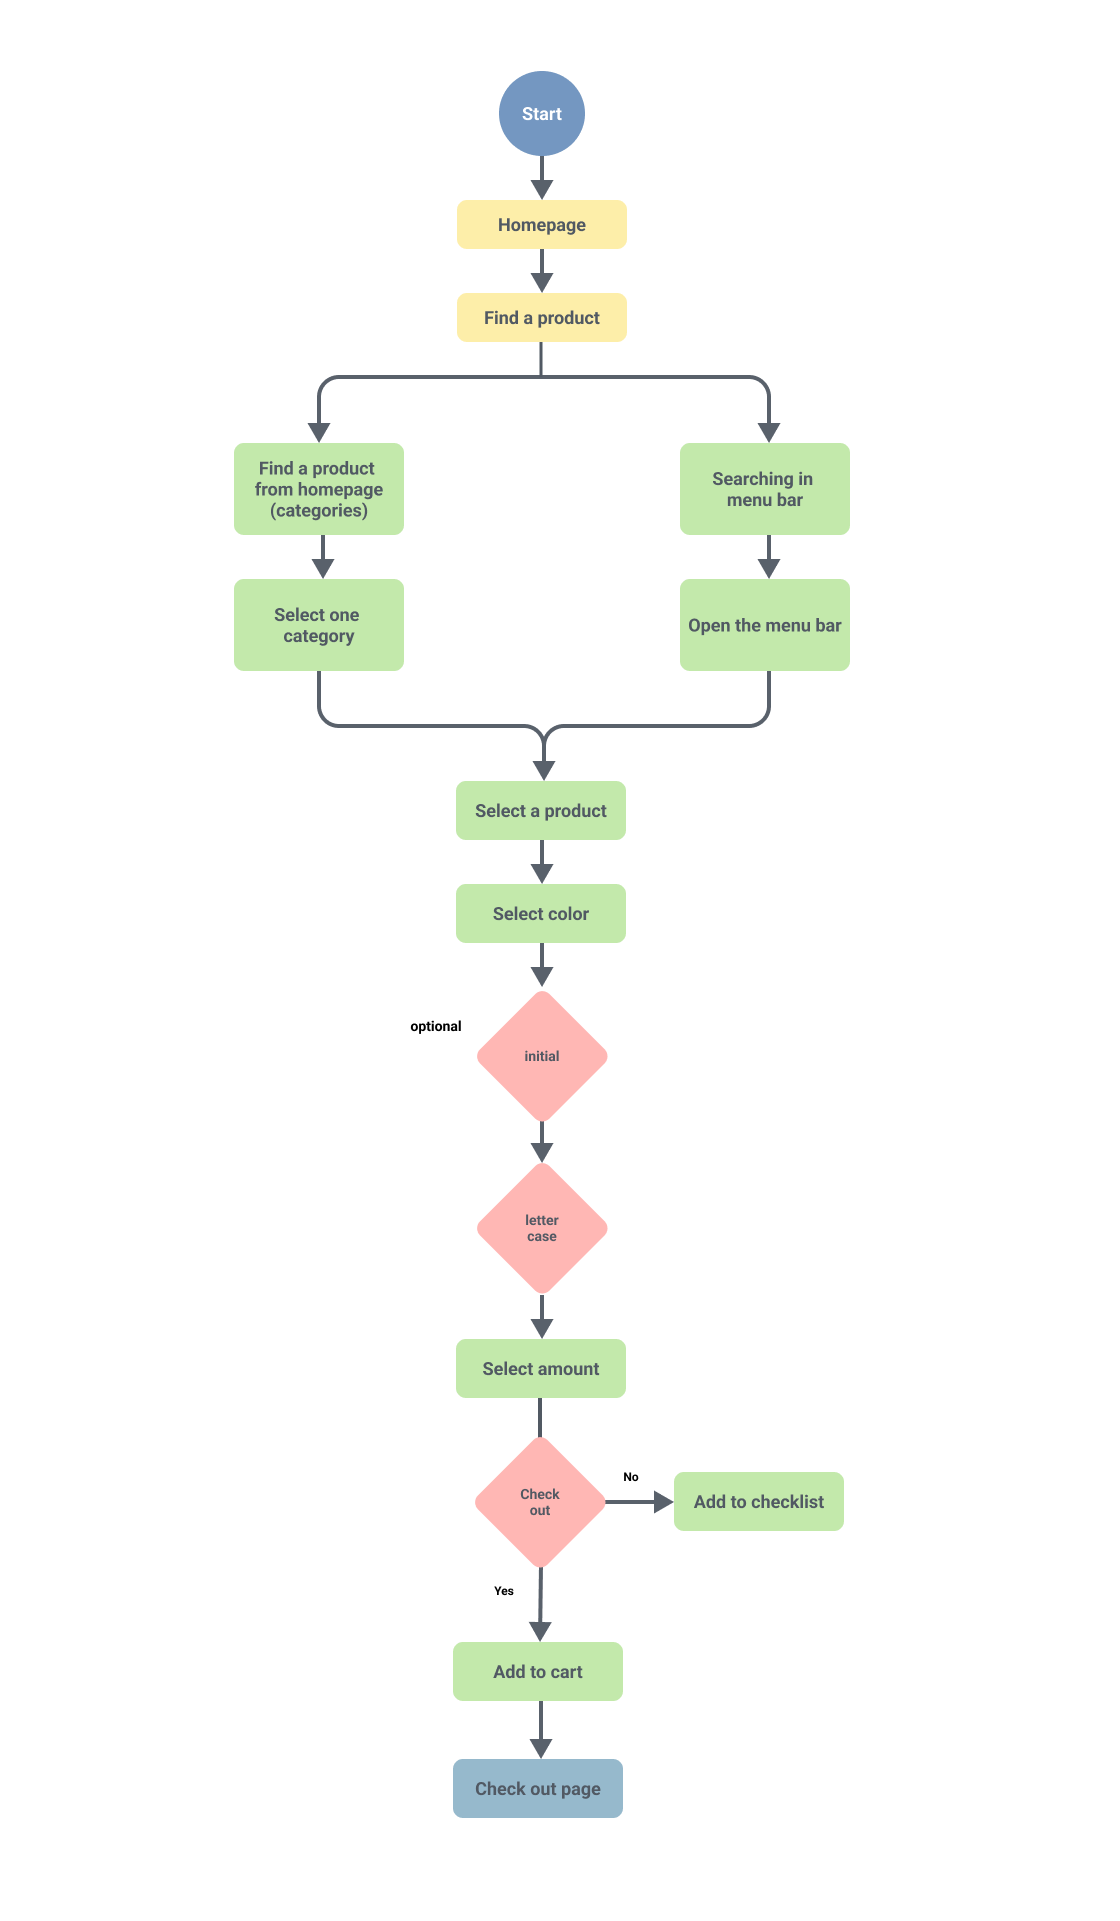 Start
Homepage
Find a product
Find a product
from homepage
(categories)
Searching in
menu bar
Select one
category
Open the menu bar
Select a product
Select color
optional
initial
letter
case
Select amount
Check
out
No
Add to checklist
Yes
Add to cart
Check out page